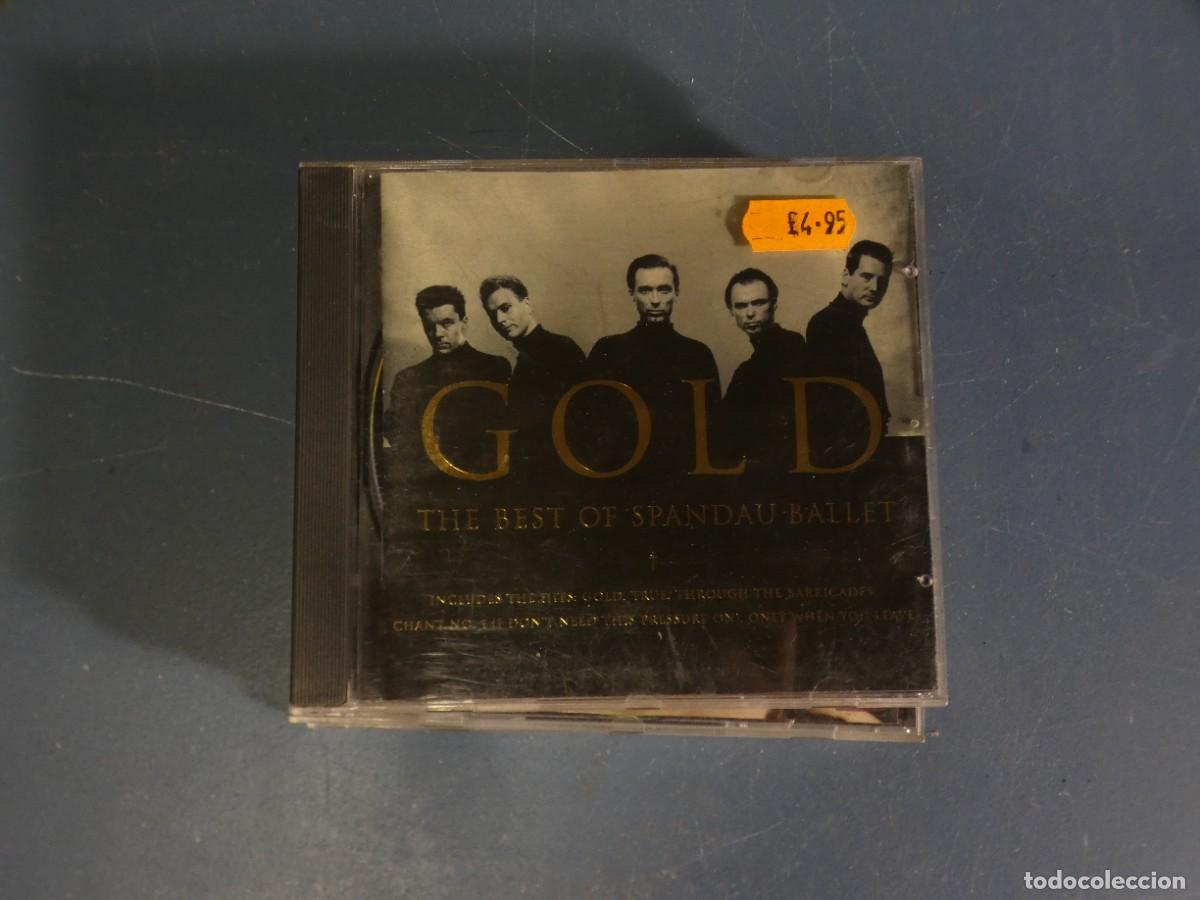 £4.95
GOLD
THE BEST OF SPANDAU BALLET
INCLUDES THE HITS: GOLD, TRUE, THROUGH THE BARRICADES
CHANT NO. 1 (I DON'T NEED THIS PRESSURE ON), ONLY WHEN YOU LEAVE
todocoleccion